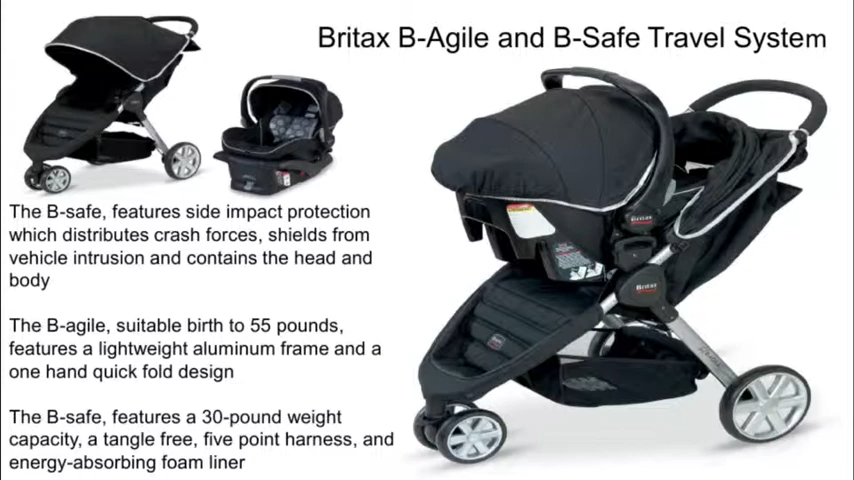 Britax B-Agile and B-Safe Travel System
The B-safe, features side impact protection
which distributes crash forces, shields from
vehicle intrusion and contains the head and
body
The B-agile, suitable birth to 55 pounds,
features a lightweight aluminum frame and a
one hand quick fold design
The B-safe, features a 30-pound weight
capacity, a tangle free, five point harness, and
energy-absorbing foam liner
Britax
Britax